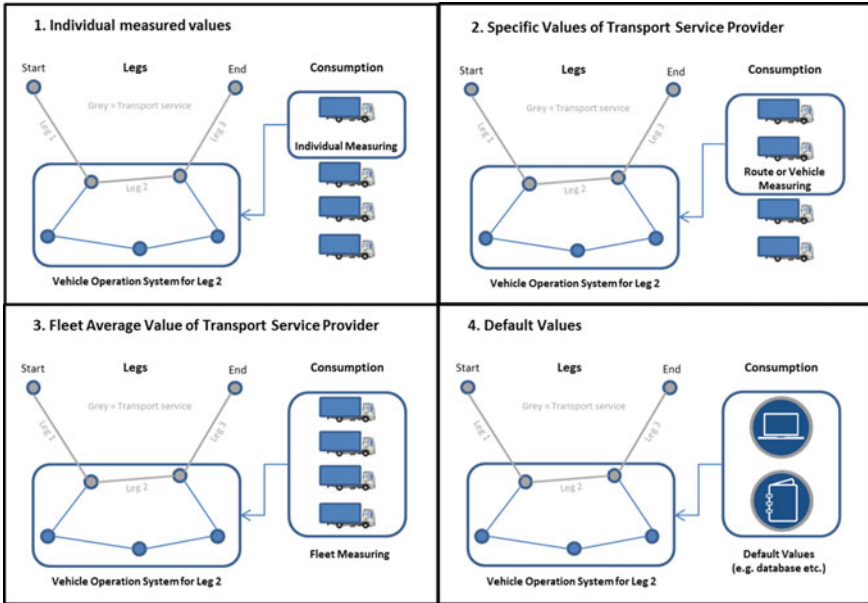 1. Individual measured values
Start
Legs
End
Consumption
Grey = Transport service
Leg 1
Leg 2
Leg 3
Individual Measuring
Vehicle Operation System for Leg 2
2. Specific Values of Transport Service Provider
Start
Legs
End
Consumption
Grey = Transport service
Leg 1
Leg 2
Leg 3
Route or Vehicle
Measuring
Vehicle Operation System for Leg 2
3. Fleet Average Value of Transport Service Provider
Start
Legs
End
Consumption
Grey = Transport service
Leg 1
Leg 2
Leg 3
Fleet Measuring
Vehicle Operation System for Leg 2
4. Default Values
Start
Legs
End
Consumption
Grey = Transport service
Leg 1
Leg 2
Leg 3
Default Values
(e.g. database etc.)
Vehicle Operation System for Leg 2